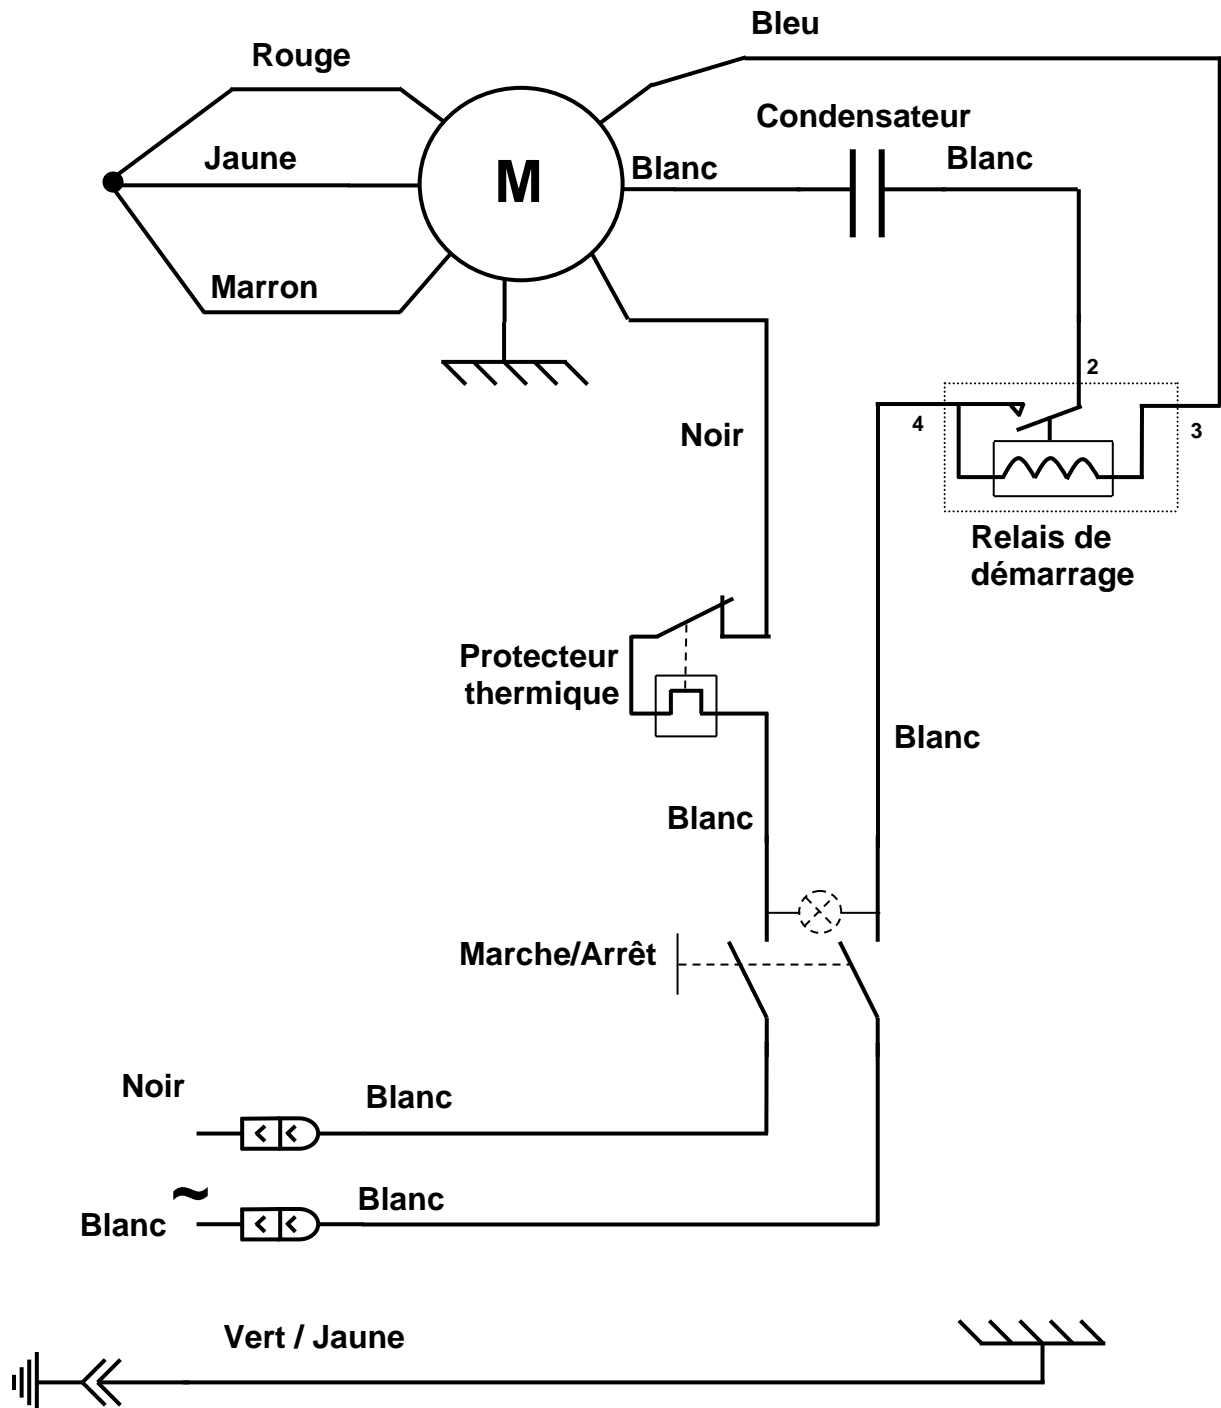 Bleu
Rouge
Condensateur
Jaune
Blanc
Blanc
M
Marron
2
4
3
Noir
Relais de
démarrage
Protecteur
thermique
Blanc
Blanc
Marche/Arrêt
Noir
Blanc
~
Blanc
Blanc
Vert / Jaune